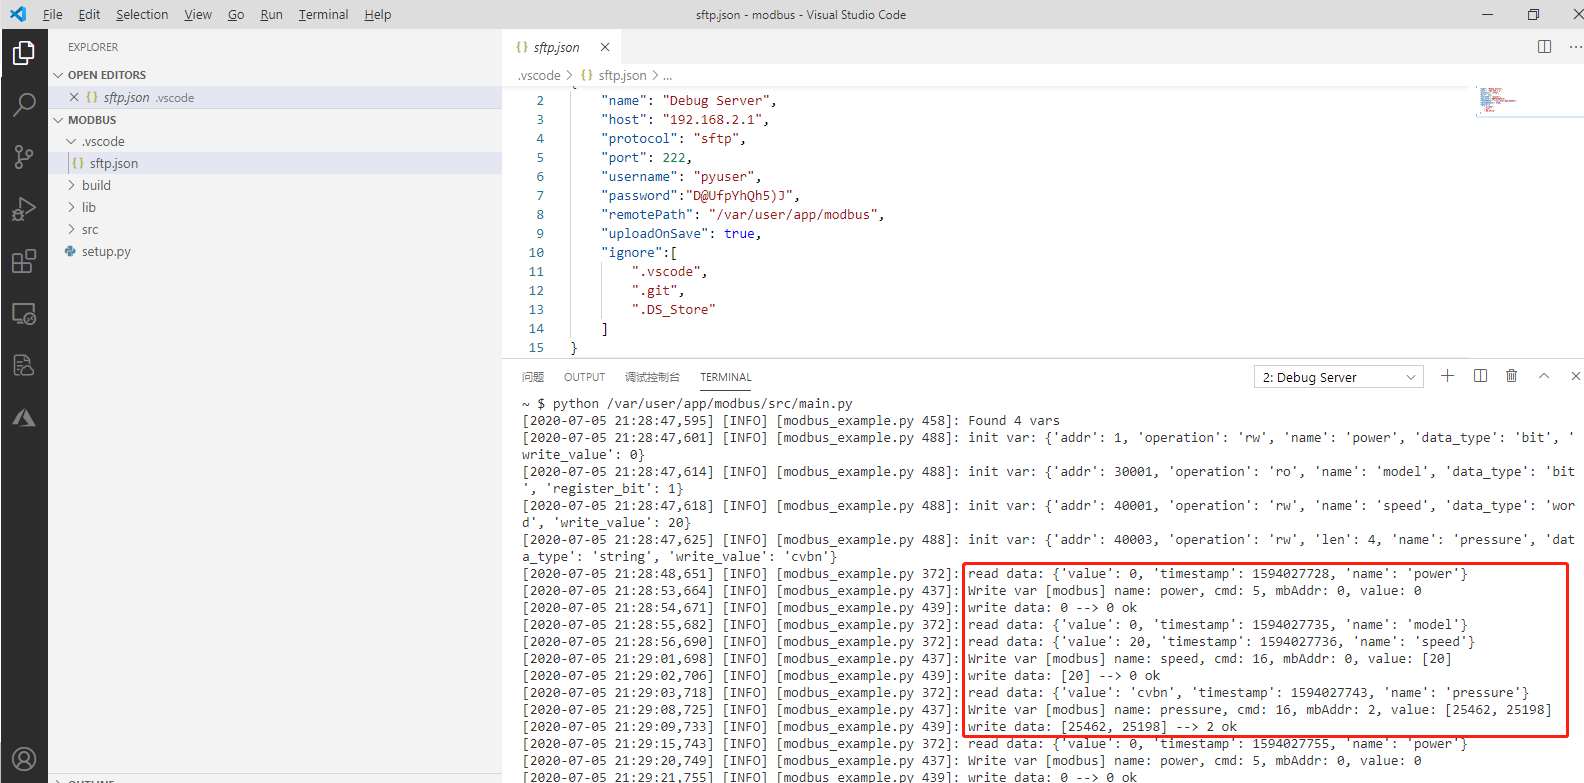 File Edit Selection View Go Run Terminal Help
sftp.json - modbus - Visual Studio Code
EXPLORER
OPEN EDITORS
sftp.json .vscode
MODBUS
.vscode
{} sftp.json
build
lib
src
setup.py
{} sftp.json
.vscode > {} sftp.json > ...
2 "name": "Debug Server",
3 "host": "192.168.2.1",
4 "protocol": "sftp",
5 "port": 222,
6 "username": "pyuser",
7 "password":"D@UfpYhQh5)J",
8 "remotePath": "/var/user/app/modbus",
9 "uploadOnSave": true,
10 "ignore":[
11 ".vscode",
12 ".git",
13 ".DS_Store"
14 ]
15 }
问题 OUTPUT 调试控制台 TERMINAL
2: Debug Server
~ $ python /var/user/app/modbus/src/main.py
[2020-07-05 21:28:47,595] [INFO] [modbus_example.py 458]: Found 4 vars
[2020-07-05 21:28:47,601] [INFO] [modbus_example.py 488]: init var: {'addr': 1, 'operation': 'rw', 'name': 'power', 'data_type': 'bit', '
write_value': 0}
[2020-07-05 21:28:47,614] [INFO] [modbus_example.py 488]: init var: {'addr': 30001, 'operation': 'ro', 'name': 'model', 'data_type': 'bit
', 'register_bit': 1}
[2020-07-05 21:28:47,618] [INFO] [modbus_example.py 488]: init var: {'addr': 40001, 'operation': 'rw', 'name': 'speed', 'data_type': 'wor
d', 'write_value': 20}
[2020-07-05 21:28:47,625] [INFO] [modbus_example.py 488]: init var: {'addr': 40003, 'operation': 'rw', 'len': 4, 'name': 'pressure', 'dat
a_type': 'string', 'write_value': 'cvbn'}
[2020-07-05 21:28:48,651] [INFO] [modbus_example.py 372]: read data: {'value': 0, 'timestamp': 1594027728, 'name': 'power'}
[2020-07-05 21:28:53,664] [INFO] [modbus_example.py 437]: Write var [modbus] name: power, cmd: 5, mbAddr: 0, value: 0
[2020-07-05 21:28:54,671] [INFO] [modbus_example.py 439]: write data: 0 --> 0 ok
[2020-07-05 21:28:55,682] [INFO] [modbus_example.py 372]: read data: {'value': 0, 'timestamp': 1594027735, 'name': 'model'}
[2020-07-05 21:28:56,690] [INFO] [modbus_example.py 372]: read data: {'value': 20, 'timestamp': 1594027736, 'name': 'speed'}
[2020-07-05 21:29:01,698] [INFO] [modbus_example.py 437]: Write var [modbus] name: speed, cmd: 16, mbAddr: 0, value: [20]
[2020-07-05 21:29:02,706] [INFO] [modbus_example.py 439]: write data: [20] --> 0 ok
[2020-07-05 21:29:03,718] [INFO] [modbus_example.py 372]: read data: {'value': 'cvbn', 'timestamp': 1594027743, 'name': 'pressure'}
[2020-07-05 21:29:08,725] [INFO] [modbus_example.py 437]: Write var [modbus] name: pressure, cmd: 16, mbAddr: 2, value: [25462, 25198]
[2020-07-05 21:29:09,733] [INFO] [modbus_example.py 439]: write data: [25462, 25198] --> 2 ok
[2020-07-05 21:29:15,743] [INFO] [modbus_example.py 372]: read data: {'value': 0, 'timestamp': 1594027755, 'name': 'power'}
[2020-07-05 21:29:20,749] [INFO] [modbus_example.py 437]: Write var [modbus] name: power, cmd: 5, mbAddr: 0, value: 0
[2020-07-05 21:29:21,755] [INFO] [modbus_example.py 439]: write data: 0 --> 0 ok